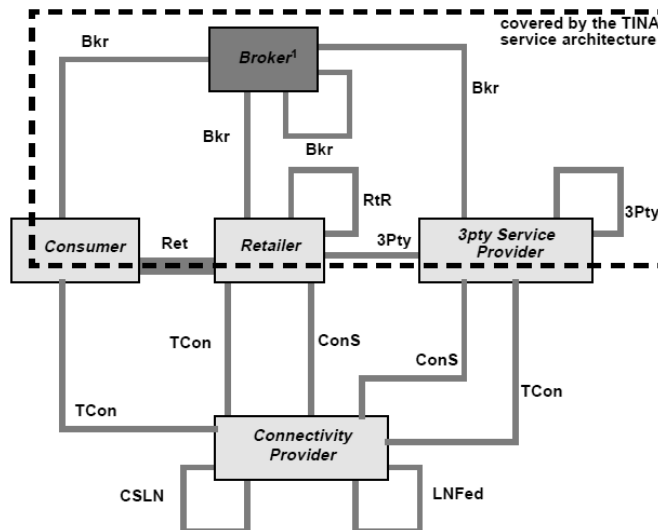 covered by the TINA
service architecture
Bkr
Broker¹
Bkr
Bkr
Bkr
RtR
3Pty
Consumer
Ret
Retailer
3Pty
3pty Service
Provider
TCon
ConS
ConS
TCon
TCon
Connectivity
Provider
CSLN
LNFed